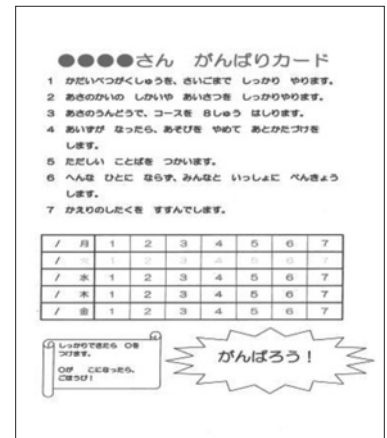 ●●●●さん　がんばりカード
1　かだいべつがくしゅうを、さいごまで　しっかり　やります。
2　あさのかいの　しかいや　あいさつを　しっかりやります。
3　あさのうんどうで、コースを　8しゅう　はしります。
4　あいずが　なったら、あそびを　やめて　あとかたづけを
します。
5　ただしい　ことばを　つかいます。
6　へんな　ひとに　ならず、みんなと　いっしょに　べんきょう
します。
7　かえりのしたくを　すすんでします。
/　月　1　2　3　4　5　6　7
/　火　1　2　3　4　5　6　7
/　水　1　2　3　4　5　6　7
/　木　1　2　3　4　5　6　7
/　金　1　2　3　4　5　6　7
しっかりできたら　○を
つけます。
○が　　こになったら、
ごほうび！
がんばろう！